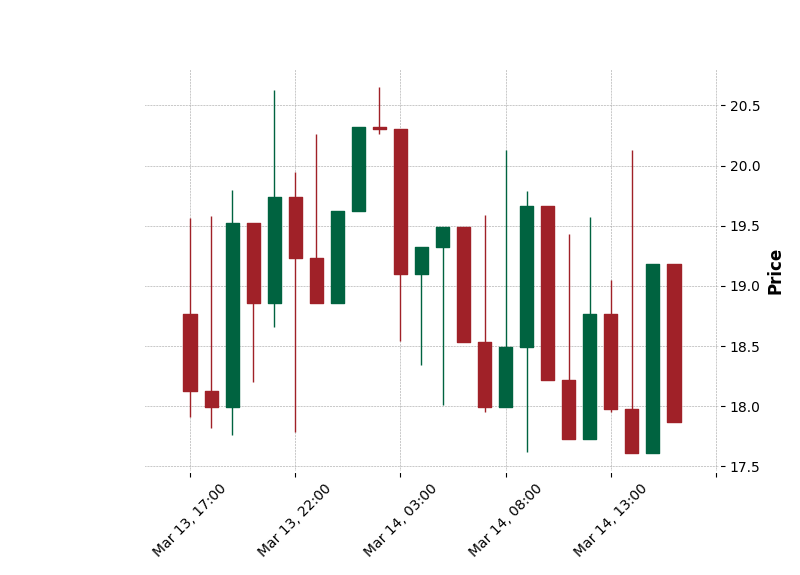 20.5
20.0
19.5
19.0
18.5
18.0
17.5
Price
Mar 13, 17:00
Mar 13, 22:00
Mar 14, 03:00
Mar 14, 08:00
Mar 14, 13:00